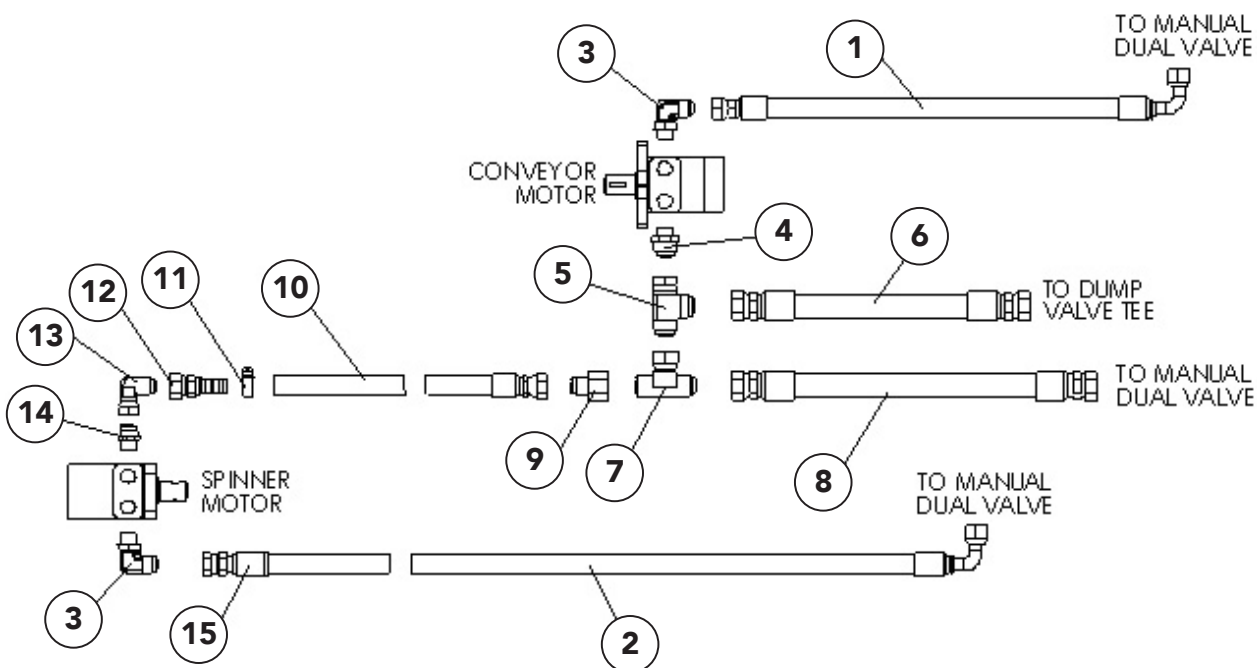 TO MANUAL
DUAL VALVE
1
3
CONVEYOR
MOTOR
4
6
5
TO DUMP
VALVE TEE
10
11
12
13
TO MANUAL
DUAL VALVE
14
9
7
8
SPINNER
MOTOR
TO MANUAL
DUAL VALVE
3
15
2